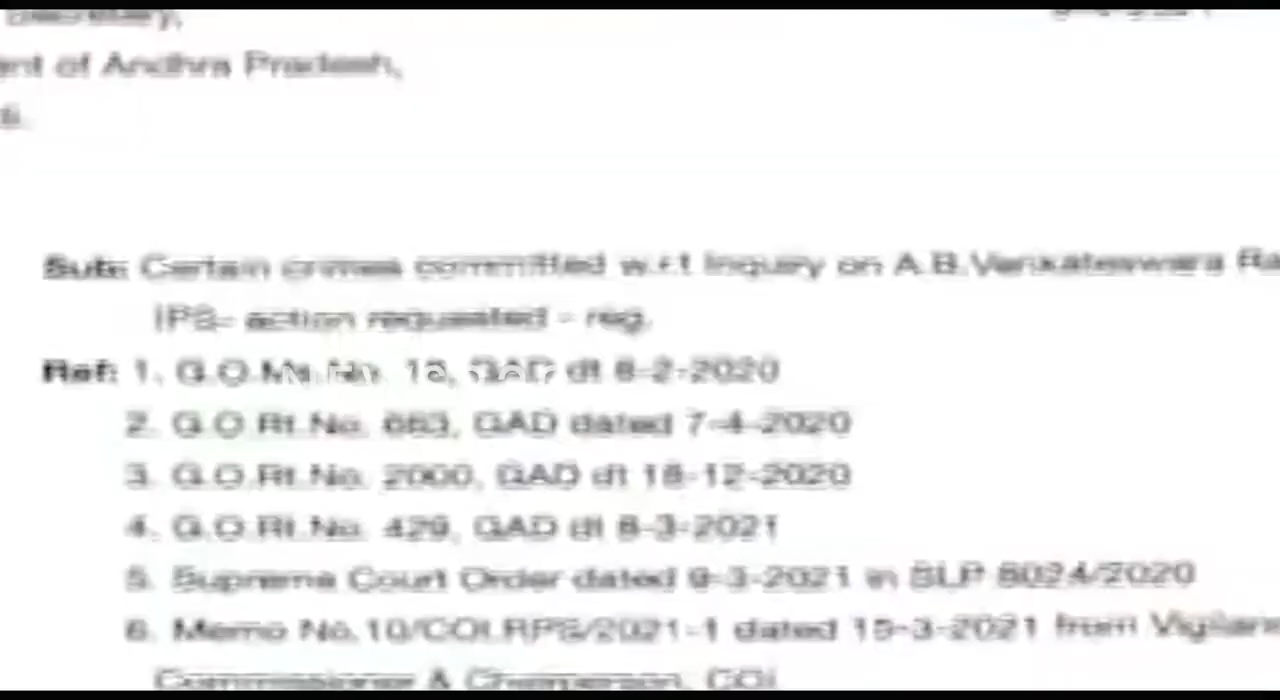 Secretary,
ent of Andhra Pradesh,
Sub: Certain crimes committed w.r.t Inquiry on A.B.Venkateswara Ra
IPS- action requested - reg.
Ref: 1. G.O.Ms.No. GAD dt 8-2-2020
2. G.O.Rt.No. 663, GAD dated 7-4-2020
3. G.O.Rt.No. 2000, GAD dt 18-12-2020
4. G.O.Rt.No. 429, GAD dt 8-3-2021
5. Supreme Court Order dated 9-3-2021 in SLP 8024/2020
6. Memo No.10/COI.RPS/2021-1 dated 15-3-2021 from Vigilan
Commissioner & Chairperson, COI